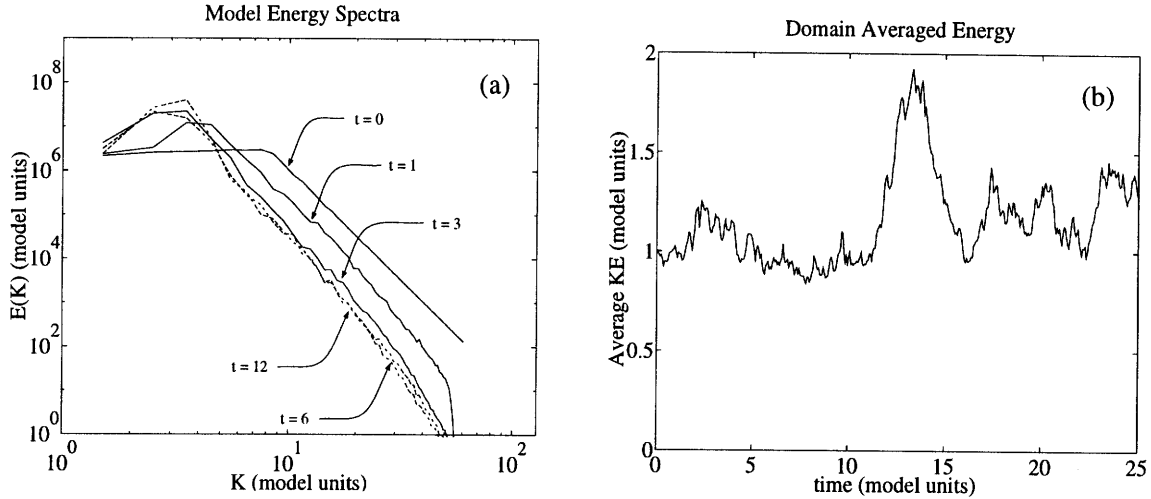 Model Energy Spectra
(a)
E(K) (model units)
10^8
10^6
10^4
10^2
10^0
t = 0
t = 1
t = 3
t = 12
t = 6
10^0
10^1
10^2
K (model units)
Domain Averaged Energy
(b)
Average KE (model units)
2
1.5
1
0.5
0
0
5
10
15
20
25
time (model units)